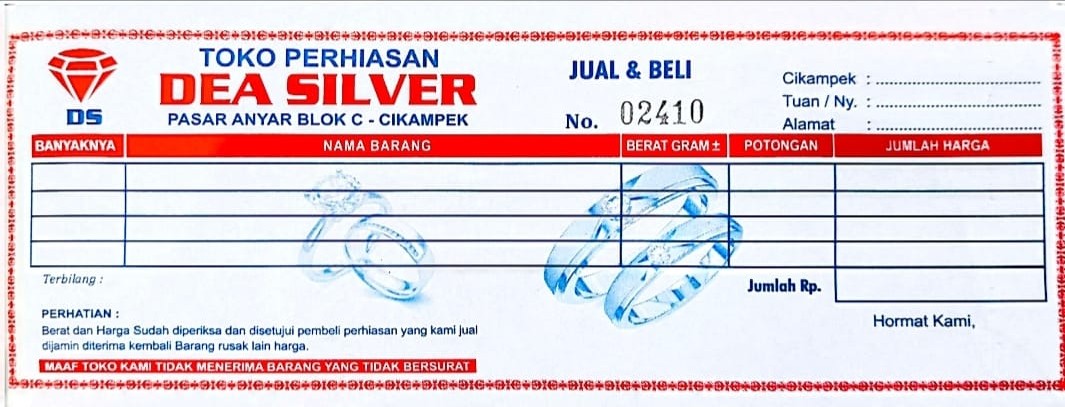 DS
TOKO PERHIASAN
DEA SILVER
PASAR ANYAR BLOK C - CIKAMPEK
JUAL & BELI
No. 02410
Cikampek :
Tuan / Ny. :
Alamat :
BANYAKNYA NAMA BARANG BERAT GRAM ± POTONGAN JUMLAH HARGA
Terbilang :
Jumlah Rp.
PERHATIAN :
Berat dan Harga Sudah diperiksa dan disetujui pembeli perhiasan yang kami jual
dijamin diterima kembali Barang rusak lain harga.
MAAF TOKO KAMI TIDAK MENERIMA BARANG YANG TIDAK BERSURAT
Hormat Kami,